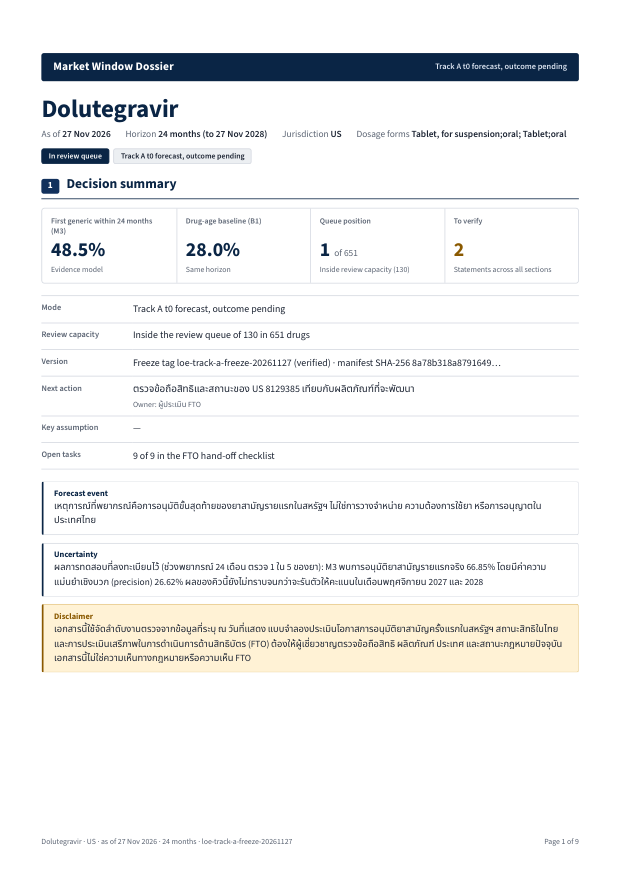 Market Window Dossier
Track A t0 forecast, outcome pending
Dolutegravir
As of 27 Nov 2026 Horizon 24 months (to 27 Nov 2028) Jurisdiction US Dosage forms Tablet, for suspension;oral; Tablet;oral
In review queue Track A t0 forecast, outcome pending
1 Decision summary
First generic within 24 months
(M3)
48.5%
Evidence model
Drug-age baseline (B1)
28.0%
Same horizon
Queue position
1 of 651
Inside review capacity (130)
To verify
2
Statements across all sections
Mode Track A t0 forecast, outcome pending
Review capacity Inside the review queue of 130 in 651 drugs
Version Freeze tag loe-track-a-freeze-20261127 (verified) · manifest SHA-256 8a78b318a8791649…
Next action ตรวจข้อถือสิทธิและสถานะของ US 8129385 เทียบกับผลิตภัณฑ์ที่จะพัฒนา
Owner: ผู้ประเมิน FTO
Key assumption —
Open tasks 9 of 9 in the FTO hand-off checklist
Forecast event
เหตุการณ์ที่พยากรณ์คือการอนุมัติขั้นสุดท้ายของยาสามัญรายแรกในสหรัฐฯ ไม่ใช่การวางจำหน่าย ความต้องการใช้ยา หรือการอนุญาตใน
ประเทศไทย
Uncertainty
ผลการทดสอบที่ลงทะเบียนไว้ (ช่วงพยากรณ์ 24 เดือน ตรวจ 1 ใน 5 ของยา): M3 พบการอนุมัติยาสามัญรายแรกจริง 66.85% โดยมีค่าความ
แม่นยำเชิงบวก (precision) 26.62% ผลของคิวนี้ยังไม่ทราบจนกว่าจะรันตัวให้คะแนนในเดือนพฤศจิกายน 2027 และ 2028
Disclaimer
เอกสารนี้ใช้จัดลำดับงานตรวจจากข้อมูลที่ระบุ ณ วันที่แสดง แบบจำลองประเมินโอกาสการอนุมัติยาสามัญครั้งแรกในสหรัฐฯ สถานะสิทธิในไทย
และการประเมินเสรีภาพในการดำเนินการด้านสิทธิบัตร (FTO) ต้องให้ผู้เชี่ยวชาญตรวจข้อถือสิทธิ ผลิตภัณฑ์ ประเทศ และสถานะกฎหมายปัจจุบัน
เอกสารนี้ไม่ใช่ความเห็นทางกฎหมายหรือความเห็น FTO
Dolutegravir · US · as of 27 Nov 2026 · 24 months · loe-track-a-freeze-20261127
Page 1 of 9